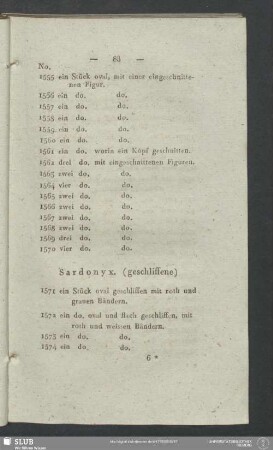 — 83 —
No.
1555 ein Stück oval, mit einer eingeschnitte-
nen Figur.
1556 ein do. do.
1557 ein do. do.
1558 ein do. do.
1559 ein do. do.
1560 ein do. do.
1561 ein do. worin ein Kopf geschnitten.
1562 drei do. mit eingeschnittenen Figuren.
1563 zwei do. do.
1564 vier do. do.
1565 zwei do. do.
1566 zwei do. do.
1567 zwei do. do.
1568 zwei do. do.
1569 drei do. do.
1570 vier do. do.
Sardonyx. (geschliffene)
1571 ein Stück oval geschliffen mit roth und
grauen Bändern.
1572 ein do. oval und flach geschliffen, mit
roth und weissen Bändern.
1573 ein do. do.
1574 ein do. do.
6 *
SLUB
Wir führen Wissen.